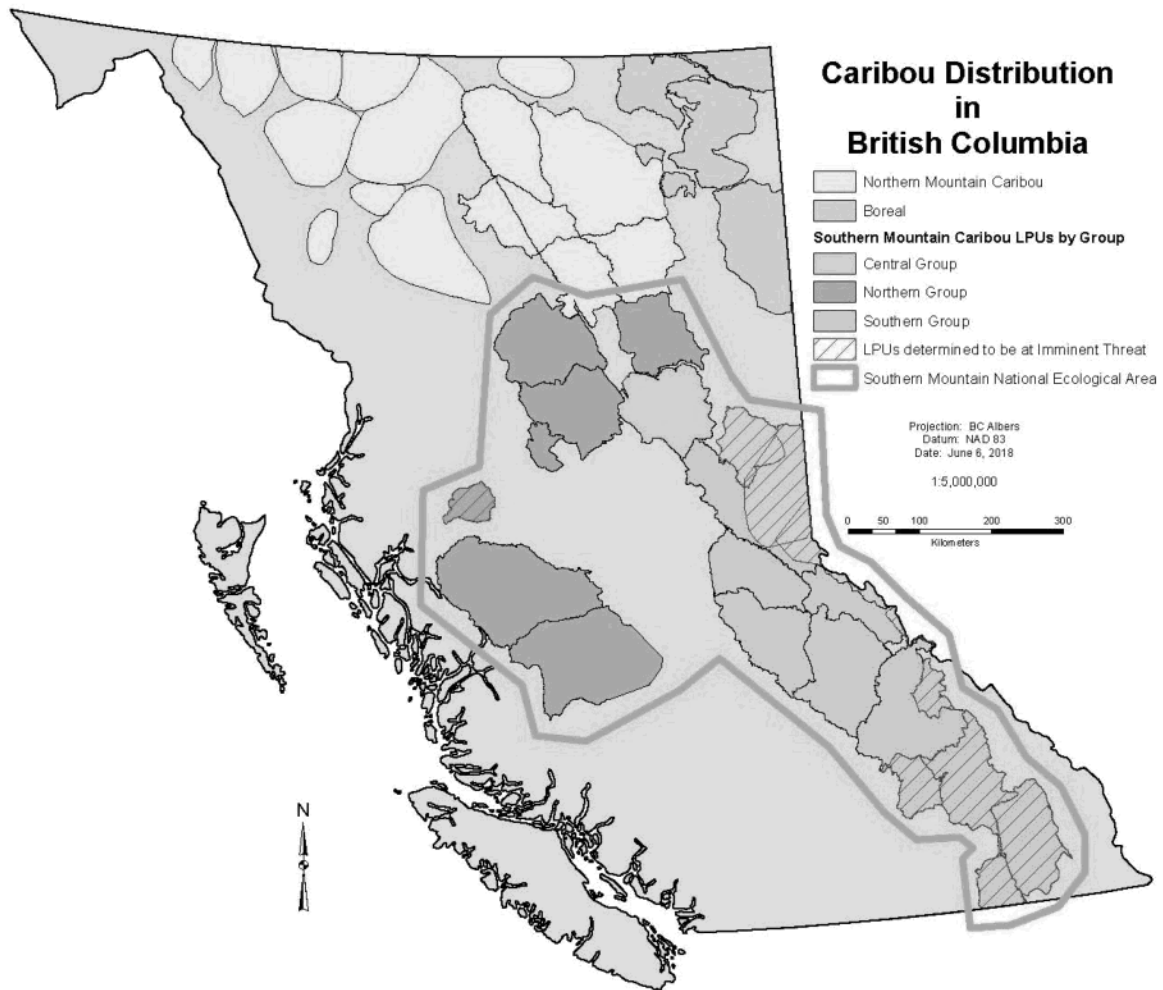 Caribou Distribution
in
British Columbia
Northern Mountain Caribou
Boreal
Southern Mountain Caribou LPUs by Group
Central Group
Northern Group
Southern Group
LPUs determined to be at Imminent Threat
Southern Mountain National Ecological Area
Projection: BC Albers
Datum: NAD 83
Date: June 6, 2018
1:5,000,000
0 50 100 200 300
Kilometers
N